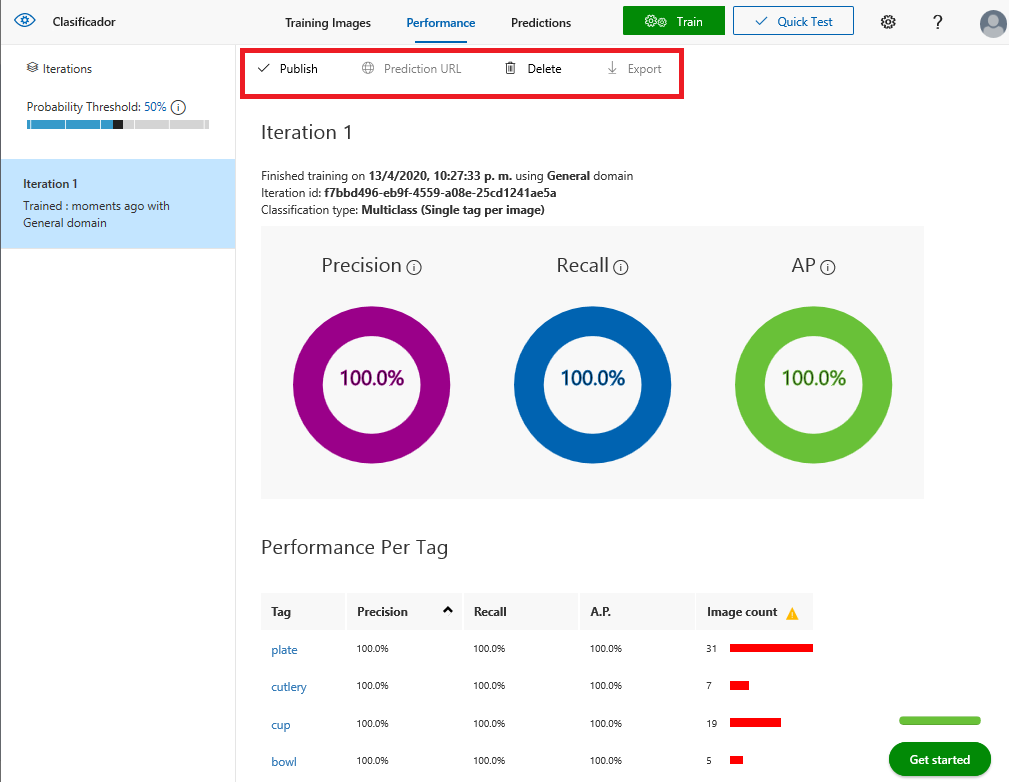 Clasificador Training Images Performance Predictions Train Quick Test ?
Iterations
Probability Threshold: 50%
Iteration 1
Trained : moments ago with
General domain
Publish Prediction URL Delete Export
Iteration 1
Finished training on 13/4/2020, 10:27:33 p. m. using General domain
Iteration id: f7bbd496-eb9f-4559-a08e-25cd1241ae5a
Classification type: Multiclass (Single tag per image)
Precision Recall AP
100.0% 100.0% 100.0%
Performance Per Tag
Tag Precision Recall A.P. Image count
plate 100.0% 100.0% 100.0% 31
cutlery 100.0% 100.0% 100.0% 7
cup 100.0% 100.0% 100.0% 19
bowl 100.0% 100.0% 100.0% 5
Get started